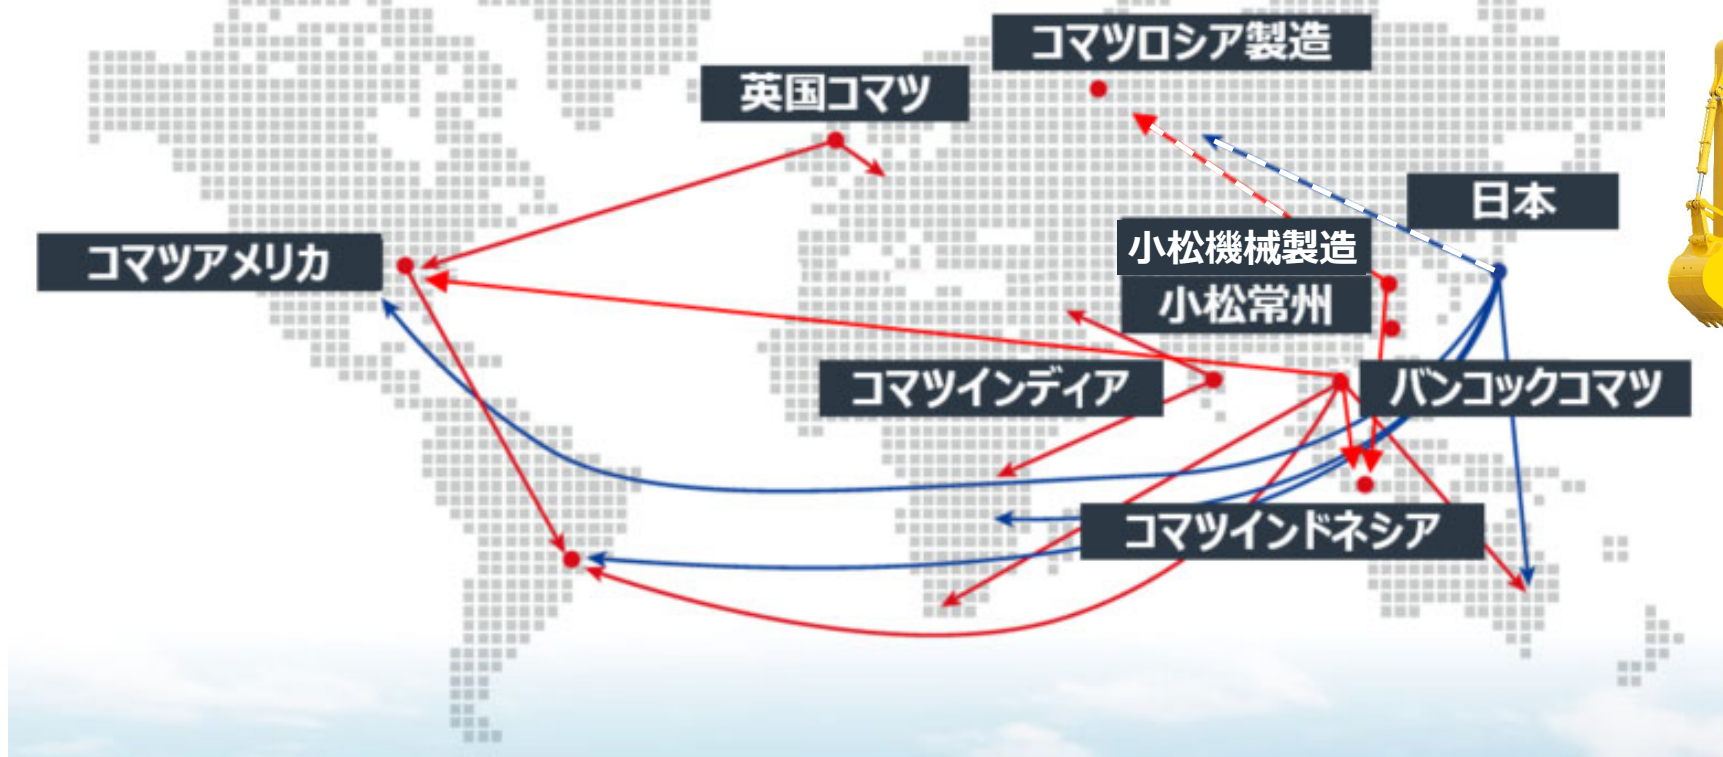 コマツロシア製造
英国コマツ
日本
コマツアメリカ
小松機械製造
小松常州
コマツインディア
バンコックコマツ
コマツインドネシア